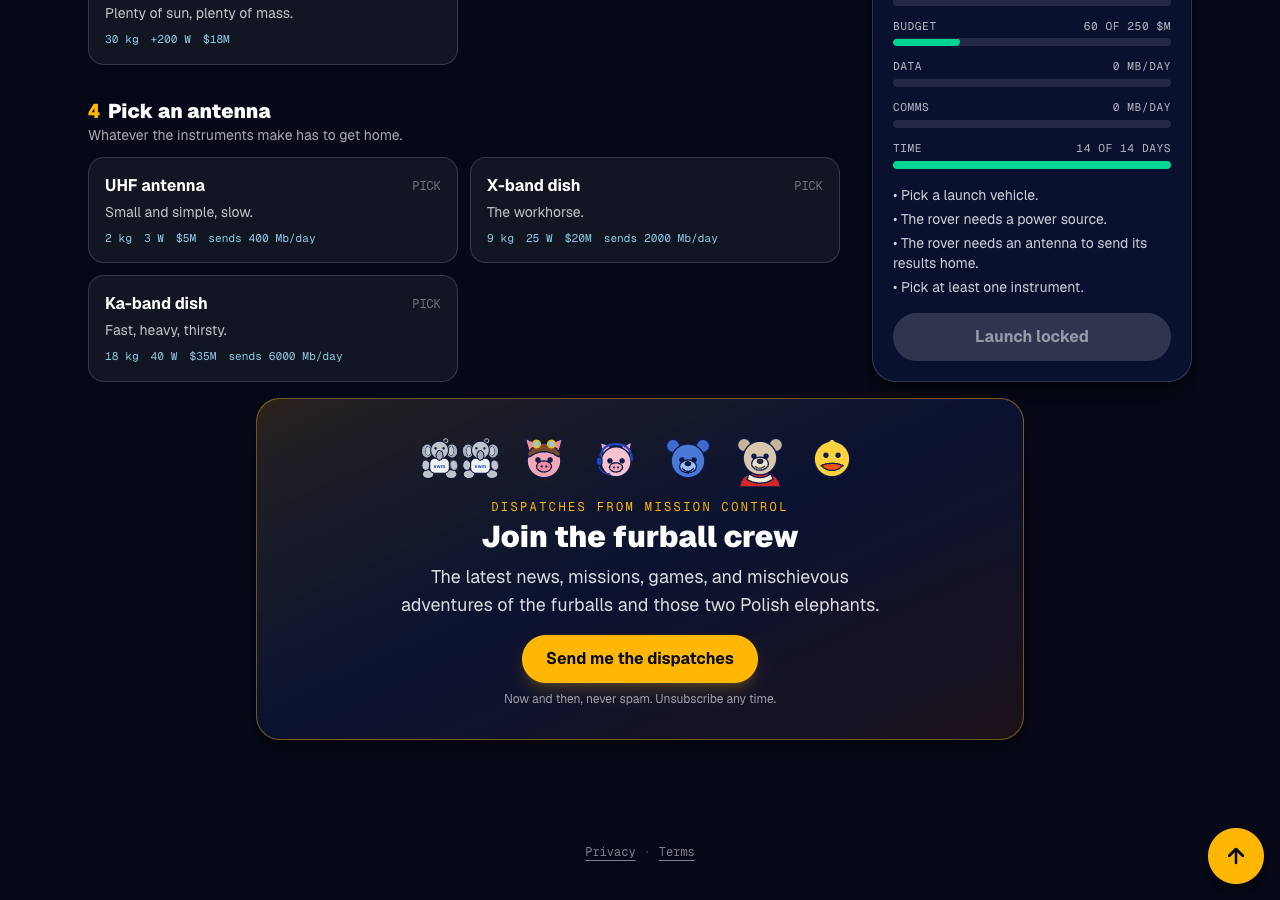 Plenty of sun, plenty of mass.
30 kg +200 W $18M
4 Pick an antenna
Whatever the instruments make has to get home.
UHF antenna PICK
Small and simple, slow.
2 kg 3 W $5M sends 400 Mb/day
X-band dish PICK
The workhorse.
9 kg 25 W $20M sends 2000 Mb/day
Ka-band dish PICK
Fast, heavy, thirsty.
18 kg 40 W $35M sends 6000 Mb/day
BUDGET 60 OF 250 $M
DATA 0 MB/DAY
COMMS 0 MB/DAY
TIME 14 OF 14 DAYS
• Pick a launch vehicle.
• The rover needs a power source.
• The rover needs an antenna to send its
results home.
• Pick at least one instrument.
Launch locked
swm swm
DISPATCHES FROM MISSION CONTROL
Join the furball crew
The latest news, missions, games, and mischievous
adventures of the furballs and those two Polish elephants.
Send me the dispatches
Now and then, never spam. Unsubscribe any time.
Privacy · Terms